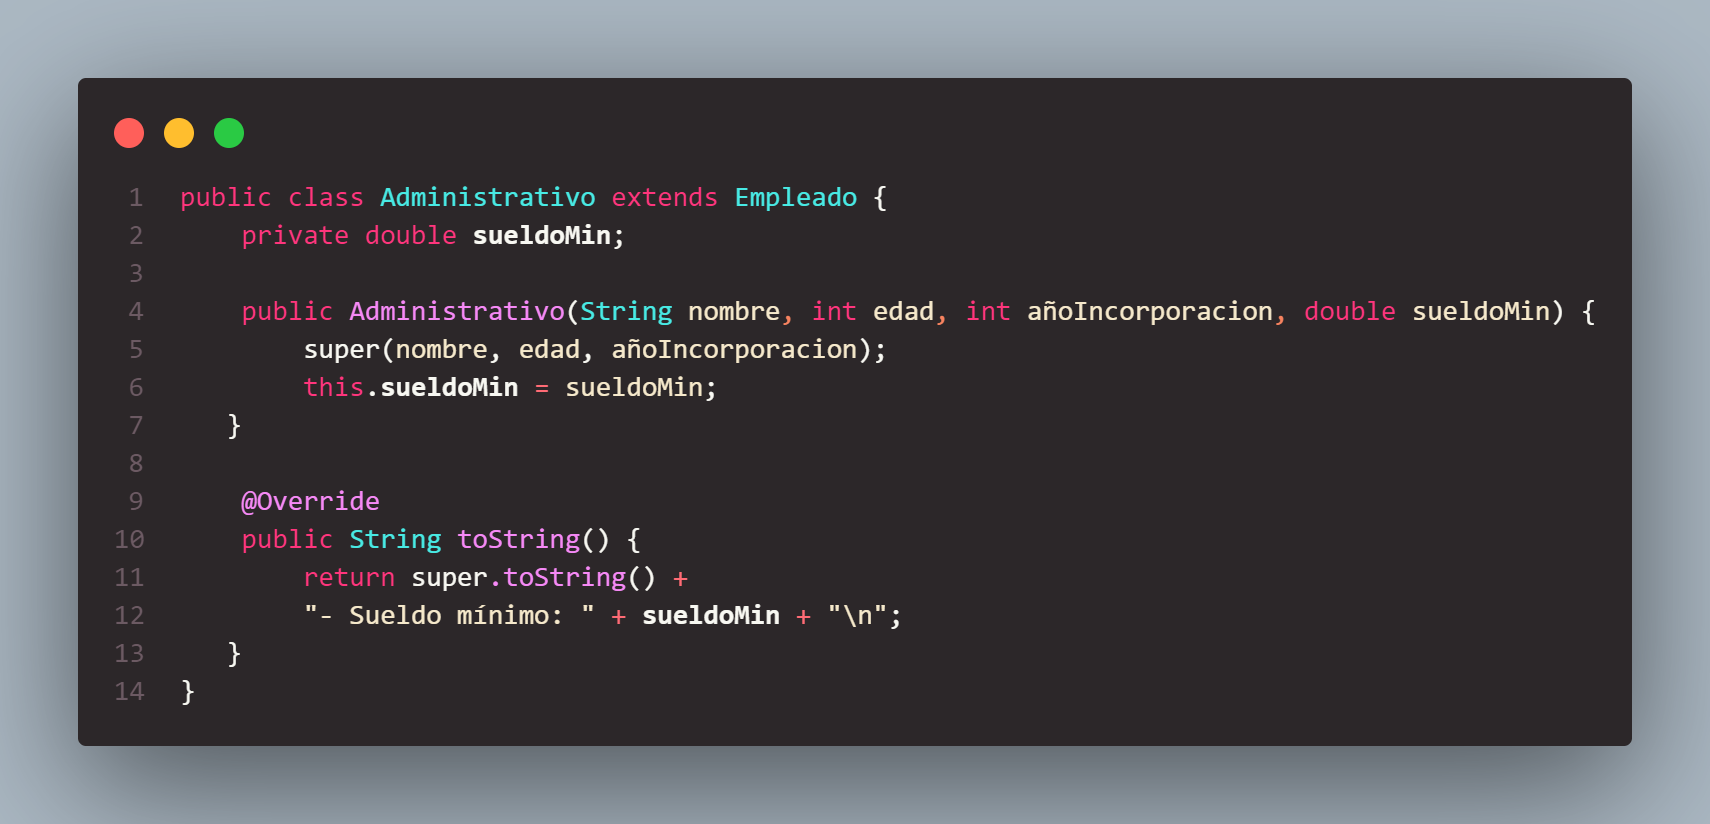 1 public class Administrativo extends Empleado {
2     private double sueldoMin;
3
4     public Administrativo(String nombre, int edad, int añoIncorporacion, double sueldoMin) {
5         super(nombre, edad, añoIncorporacion);
6         this.sueldoMin = sueldoMin;
7    }
8
9     @Override
10     public String toString() {
11         return super.toString() +
12         "- Sueldo mínimo: " + sueldoMin + "\n";
13    }
14 }